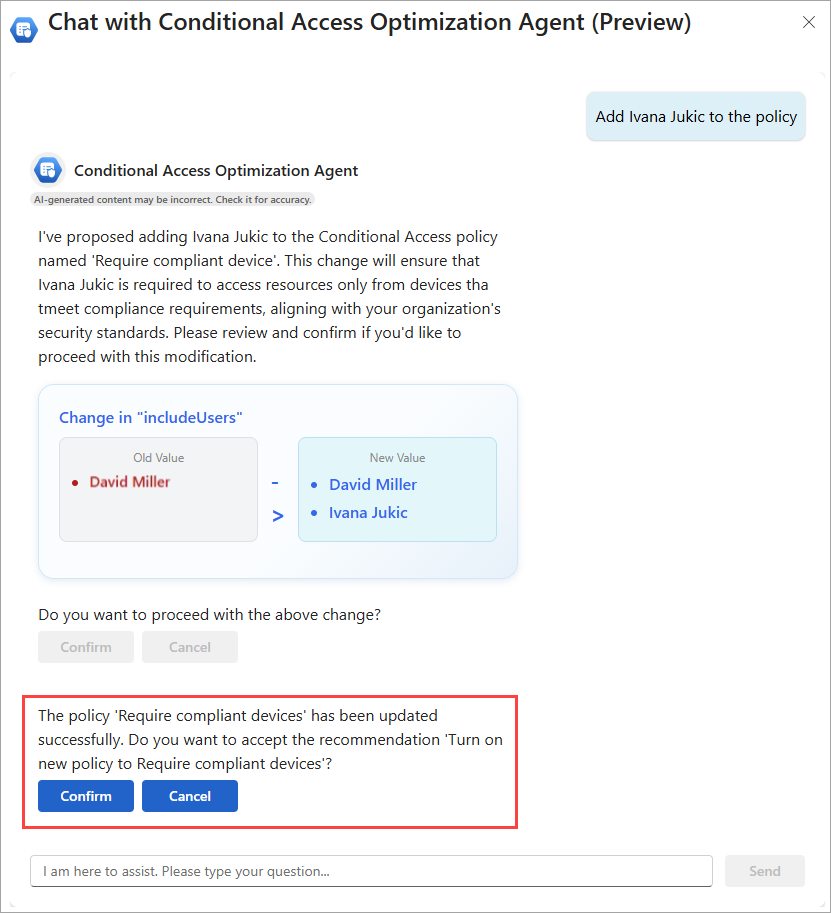 Chat with Conditional Access Optimization Agent (Preview)
Add Ivana Jukic to the policy
Conditional Access Optimization Agent
AI-generated content may be incorrect. Check it for accuracy.
I've proposed adding Ivana Jukic to the Conditional Access policy
named 'Require compliant device'. This change will ensure that
Ivana Jukic is required to access resources only from devices tha
tmeet compliance requirements, aligning with your organization's
security standards. Please review and confirm if you'd like to
proceed with this modification.
Change in "includeUsers"
Old Value
• David Miller
-
>
New Value
• David Miller
• Ivana Jukic
Do you want to proceed with the above change?
Confirm Cancel
The policy 'Require compliant devices' has been updated
successfully. Do you want to accept the recommendation 'Turn on
new policy to Require compliant devices'?
Confirm Cancel
I am here to assist. Please type your question... Send